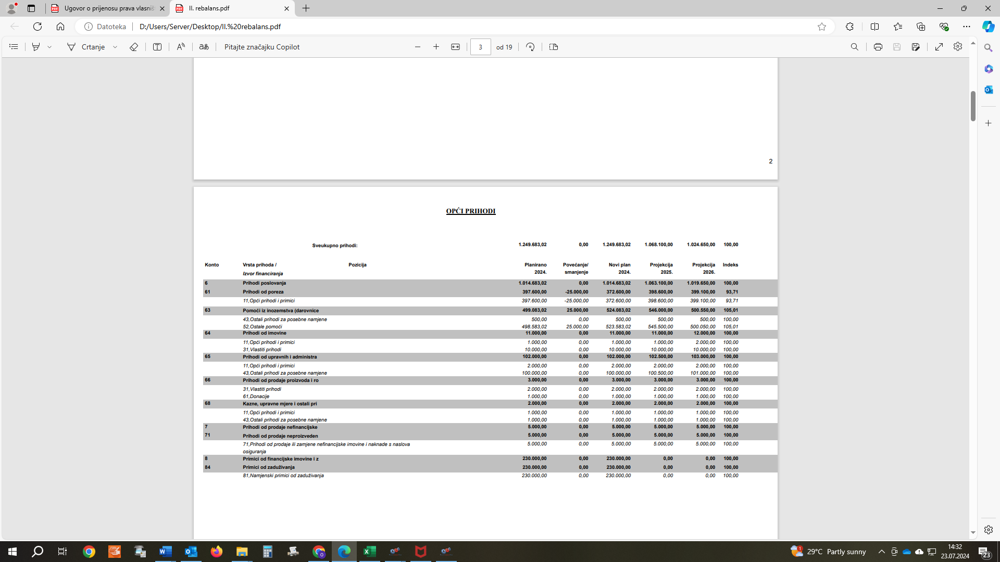 Ugovor o prijenosu prava vlasniš
II. rebalans.pdf
Datoteka
D:/Users/Server/Desktop/II.%20rebalans.pdf
Crtanje
Pitajte značajku Copilot
3 od 19
2
OPĆI PRIHODI
Sveukupno prihodi: 1.249.683,02 0,00 1.249.683,02 1.068.100,00 1.024.650,00 100,00
Konto Vrsta prihoda / Pozicija Planirano Povećanje/ Novi plan Projekcija Projekcija Indeks
Izvor financiranja 2024. smanjenje 2024. 2025. 2026.
6 Prihodi poslovanja 1.014.683,02 0,00 1.014.683,02 1.063.100,00 1.019.650,00 100,00
61 Prihodi od poreza 397.600,00 -25.000,00 372.600,00 398.600,00 399.100,00 93,71
11,Opći prihodi i primici 397.600,00 -25.000,00 372.600,00 398.600,00 399.100,00 93,71
63 Pomoći iz inozemstva (darovnice 499.083,02 25.000,00 524.083,02 546.000,00 500.550,00 105,01
43,Ostali prihodi za posebne namjene 500,00 0,00 500,00 500,00 500,00 100,00
52,Ostale pomoći 498.583,02 25.000,00 523.583,02 545.500,00 500.050,00 105,01
64 Prihodi od imovine 11.000,00 0,00 11.000,00 11.000,00 12.000,00 100,00
11,Opći prihodi i primici 1.000,00 0,00 1.000,00 1.000,00 2.000,00 100,00
31,Vlastiti prihodi 10.000,00 0,00 10.000,00 10.000,00 10.000,00 100,00
65 Prihodi od upravnih i administra 102.000,00 0,00 102.000,00 102.500,00 103.000,00 100,00
11,Opći prihodi i primici 2.000,00 0,00 2.000,00 2.000,00 2.000,00 100,00
43,Ostali prihodi za posebne namjene 100.000,00 0,00 100.000,00 100.500,00 101.000,00 100,00
66 Prihodi od prodaje proizvoda i ro 3.000,00 0,00 3.000,00 3.000,00 3.000,00 100,00
31,Vlastiti prihodi 2.000,00 0,00 2.000,00 2.000,00 2.000,00 100,00
61,Donacije 1.000,00 0,00 1.000,00 1.000,00 1.000,00 100,00
68 Kazne, upravne mjere i ostali pri 2.000,00 0,00 2.000,00 2.000,00 2.000,00 100,00
11,Opći prihodi i primici 1.000,00 0,00 1.000,00 1.000,00 1.000,00 100,00
43,Ostali prihodi za posebne namjene 1.000,00 0,00 1.000,00 1.000,00 1.000,00 100,00
7 Prihodi od prodaje nefinancijske 5.000,00 0,00 5.000,00 5.000,00 5.000,00 100,00
71 Prihodi od prodaje neproizveden 5.000,00 0,00 5.000,00 5.000,00 5.000,00 100,00
71,Prihodi od prodaje ili zamjene nefinancijske imovine i naknade s naslova 5.000,00 0,00 5.000,00 5.000,00 5.000,00 100,00
osiguranja
8 Primici od financijske imovine i z 230.000,00 0,00 230.000,00 0,00 0,00 100,00
84 Primici od zaduživanja 230.000,00 0,00 230.000,00 0,00 0,00 100,00
81,Namjenski primici od zaduživanja 230.000,00 0,00 230.000,00 0,00 0,00 100,00
29°C Partly sunny
14:32
23.07.2024
23